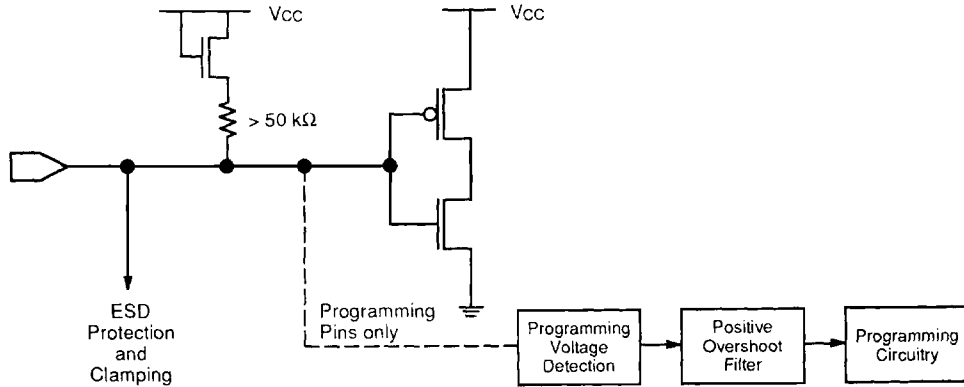 VCC
VCC
> 50 kΩ
ESD
Protection
and
Clamping
Programming
Pins only
Programming
Voltage
Detection
Positive
Overshoot
Filter
Programming
Circuitry